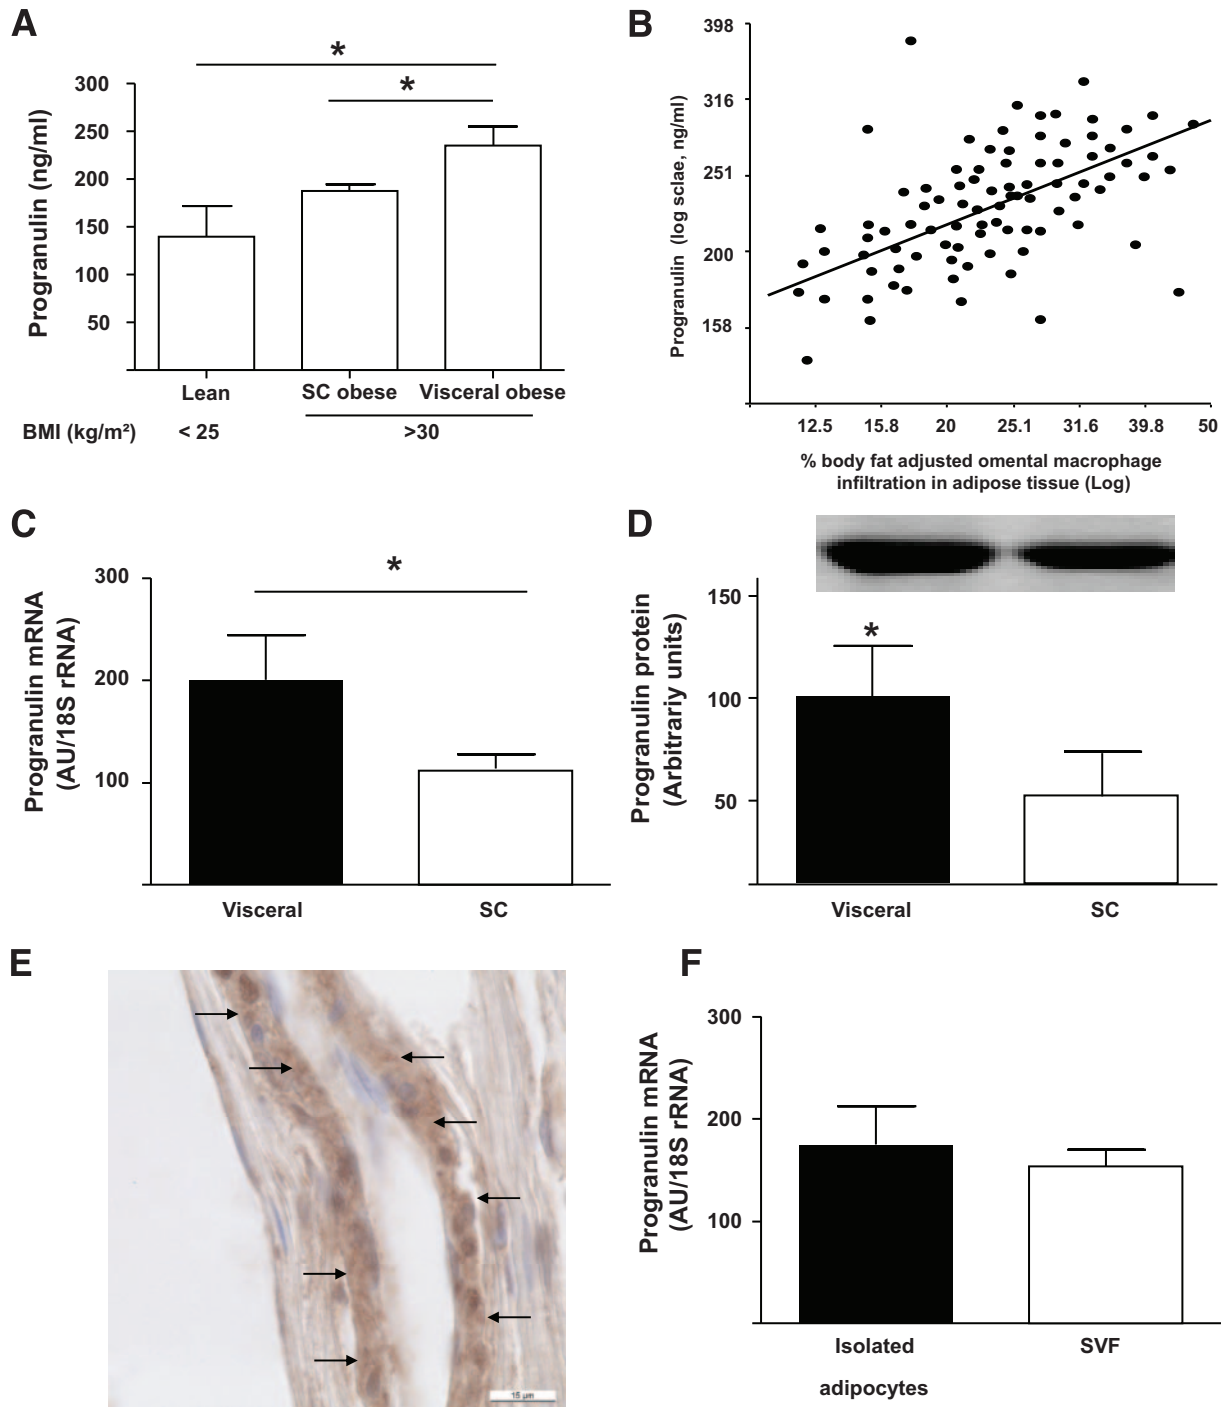 A
*
*
300
250
200
150
100
50
Progranulin (ng/ml)
Lean
SC obese
Visceral obese
BMI (kg/m²)
< 25
>30
B
398
316
251
200
158
Progranulin (log sclae, ng/ml)
12.5
15.8
20
25.1
31.6
39.8
50
% body fat adjusted omental macrophage
infiltration in adipose tissue (Log)
C
*
300
200
100
Progranulin mRNA
(AU/18S rRNA)
Visceral
SC
D
*
150
100
50
Progranulin protein
(Arbitrariy units)
Visceral
SC
E
15 µm
F
300
200
100
Progranulin mRNA
(AU/18S rRNA)
Isolated
adipocytes
SVF